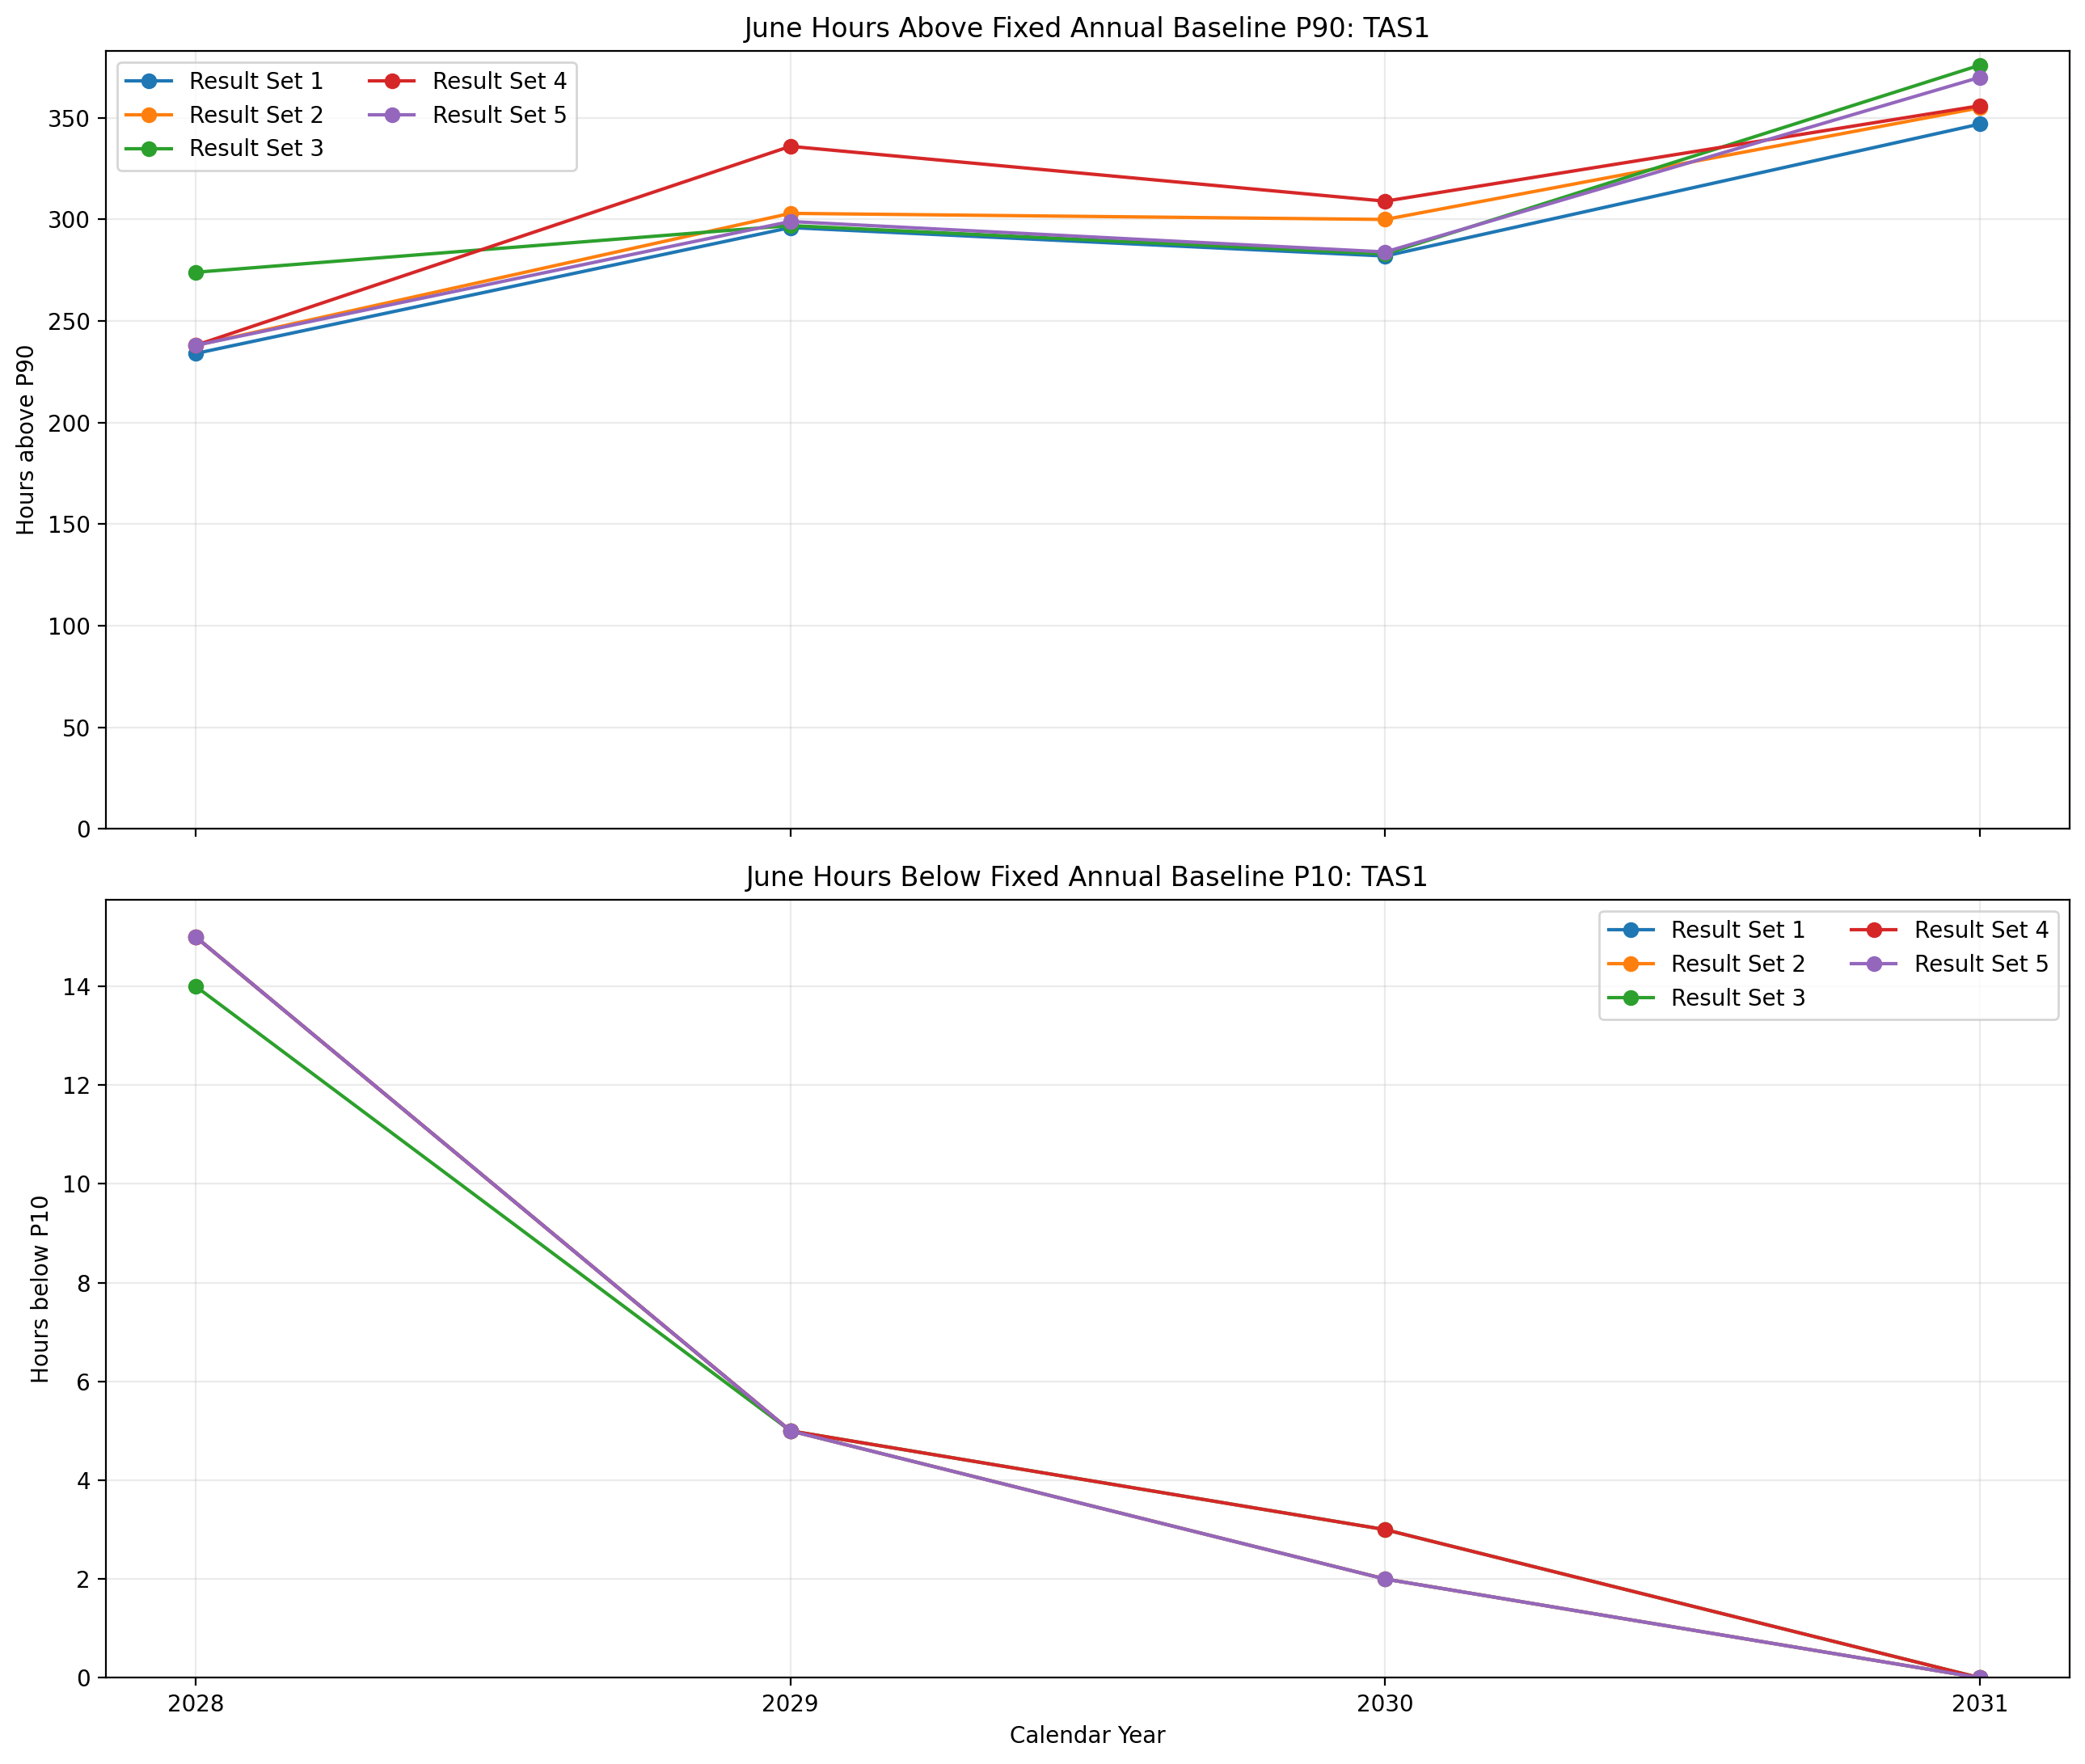 June Hours Above Fixed Annual Baseline P90: TAS1
Result Set 1
Result Set 2
Result Set 3
Result Set 4
Result Set 5
Hours above P90
350
300
250
200
150
100
50
0
June Hours Below Fixed Annual Baseline P10: TAS1
Result Set 1
Result Set 2
Result Set 3
Result Set 4
Result Set 5
Hours below P10
14
12
10
8
6
4
2
0
2028
2029
2030
2031
Calendar Year